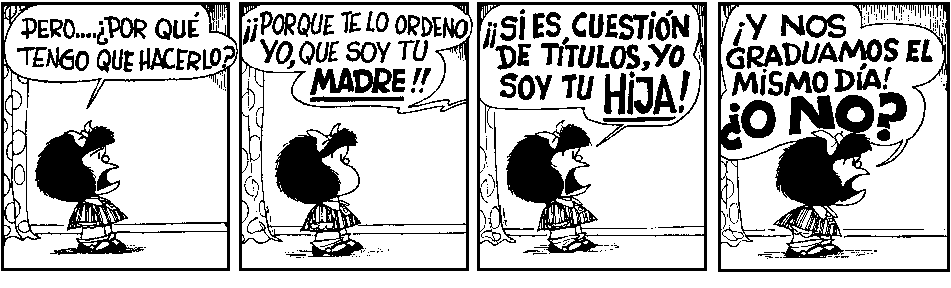 PERO....¿POR QUÉ
TENGO QUE HACERLO?
¡¡PORQUE TE LO ORDENO
YO, QUE SOY TU
MADRE!!
¡¡SI ES CUESTIÓN
DE TÍTULOS, YO
SOY TU HIJA!
¡Y NOS
GRADUAMOS EL
MISMO DÍA!
¿¡O NO?